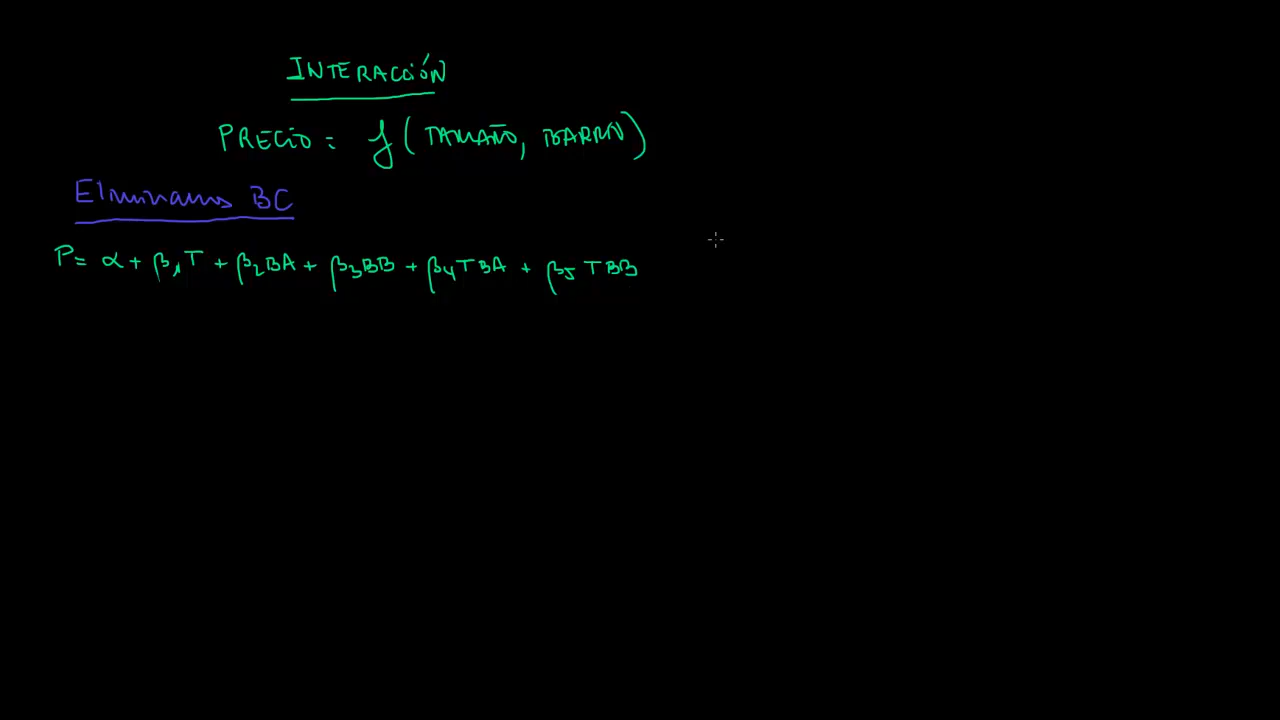 INTERACCIÓN
PRECIO = f (TAMAÑO, BARRIO)
Eliminamos BC
P = α + β₁T + β₂BA + β₃BB + β₄TBA + β₅TBB